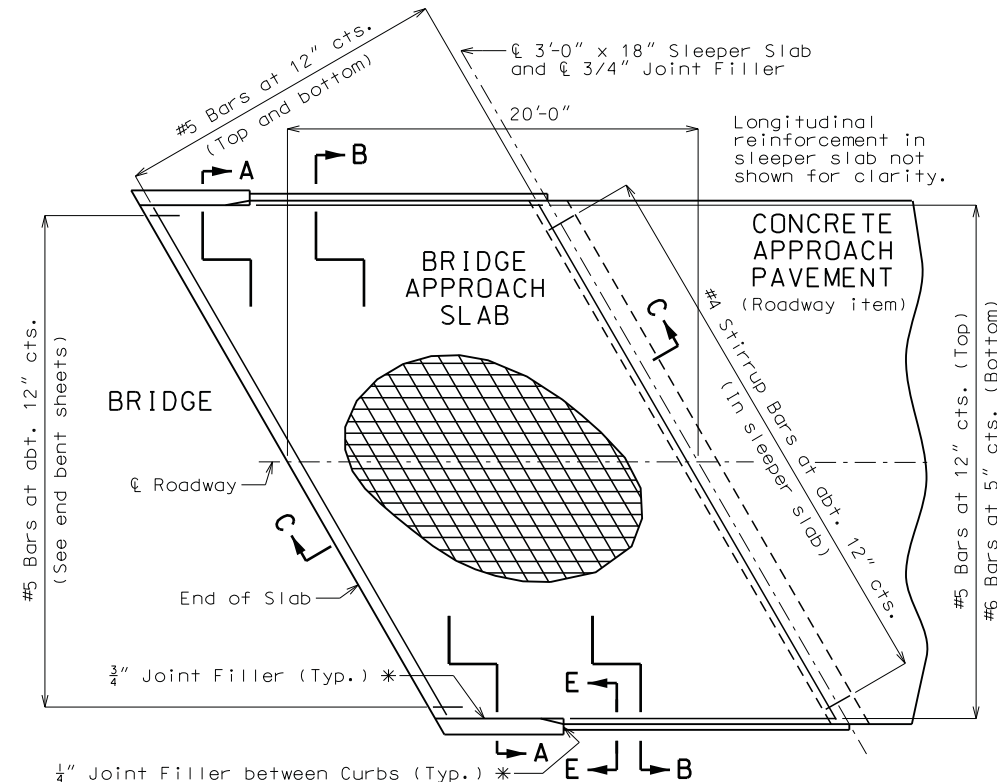 #5 Bars at 12" cts.
(Top and bottom)
℄ 3'-0" x 18" Sleeper Slab
and ℄ 3/4" Joint Filler
20'-0"
Longitudinal
reinforcement in
sleeper slab not
shown for clarity.
A
B
BRIDGE
APPROACH
SLAB
CONCRETE
APPROACH
PAVEMENT
(Roadway item)
C
#4 Stirrup Bars at abt. 12" cts.
(In sleeper slab)
#5 Bars at abt. 12" cts.
(See end bent sheets)
BRIDGE
℄ Roadway
C
End of Slab
#5 Bars at 12" cts. (Top)
#6 Bars at 5" cts. (Bottom)
¾" Joint Filler (Typ.) *
E
A
E
B
¼" Joint Filler between Curbs (Typ.) *